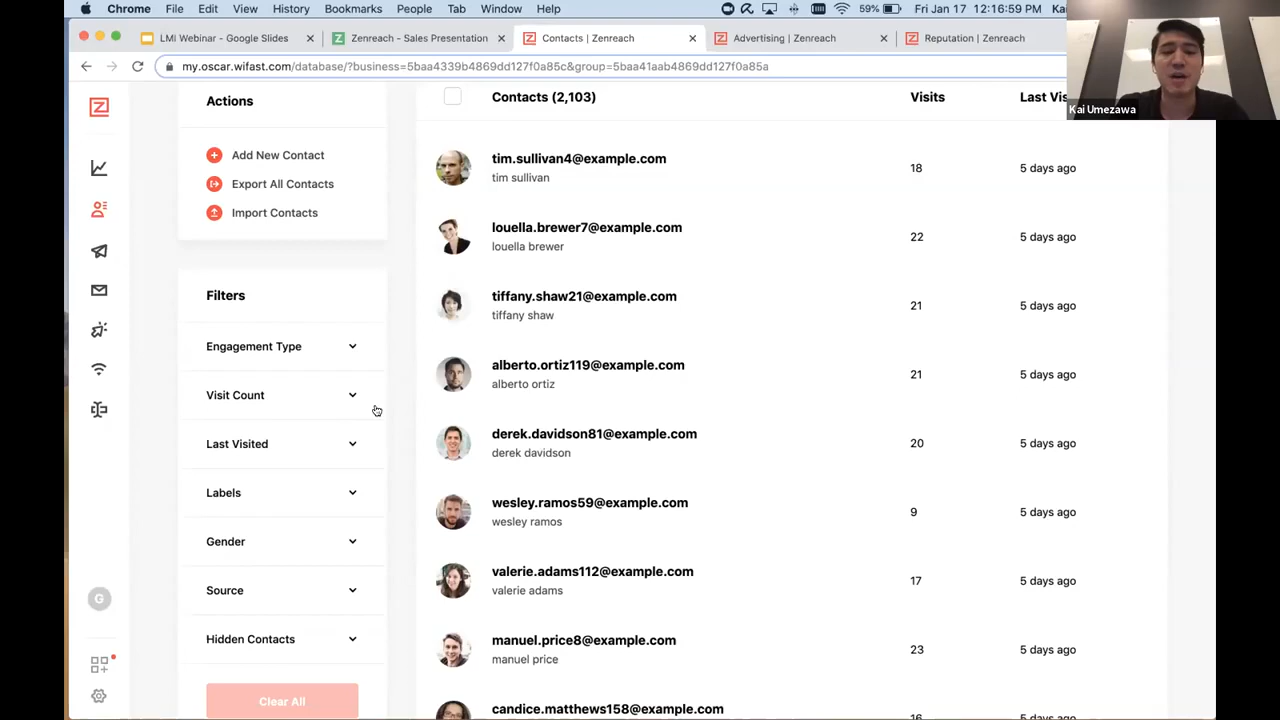 Chrome File Edit View History Bookmarks People Tab Window Help 59% Fri Jan 17 12:16:59 PM
LMI Webinar - Google Slides
Zenreach - Sales Presentation
Contacts | Zenreach
Advertising | Zenreach
Reputation | Zenreach
my.oscar.wifast.com/database/?business=5baa4339b4869dd127f0a85c&group=5baa41aab4869dd127f0a85a
Kai Umezawa
Actions
Add New Contact
Export All Contacts
Import Contacts
Filters
Engagement Type
Visit Count
Last Visited
Labels
Gender
Source
Hidden Contacts
Clear All
G
Contacts (2,103) Visits
tim.sullivan4@example.com 18 5 days ago
tim sullivan
louella.brewer7@example.com 22 5 days ago
louella brewer
tiffany.shaw21@example.com 21 5 days ago
tiffany shaw
alberto.ortiz119@example.com 21 5 days ago
alberto ortiz
derek.davidson81@example.com 20 5 days ago
derek davidson
wesley.ramos59@example.com 9 5 days ago
wesley ramos
valerie.adams112@example.com 17 5 days ago
valerie adams
manuel.price8@example.com 23 5 days ago
manuel price
candice.matthews158@example.com